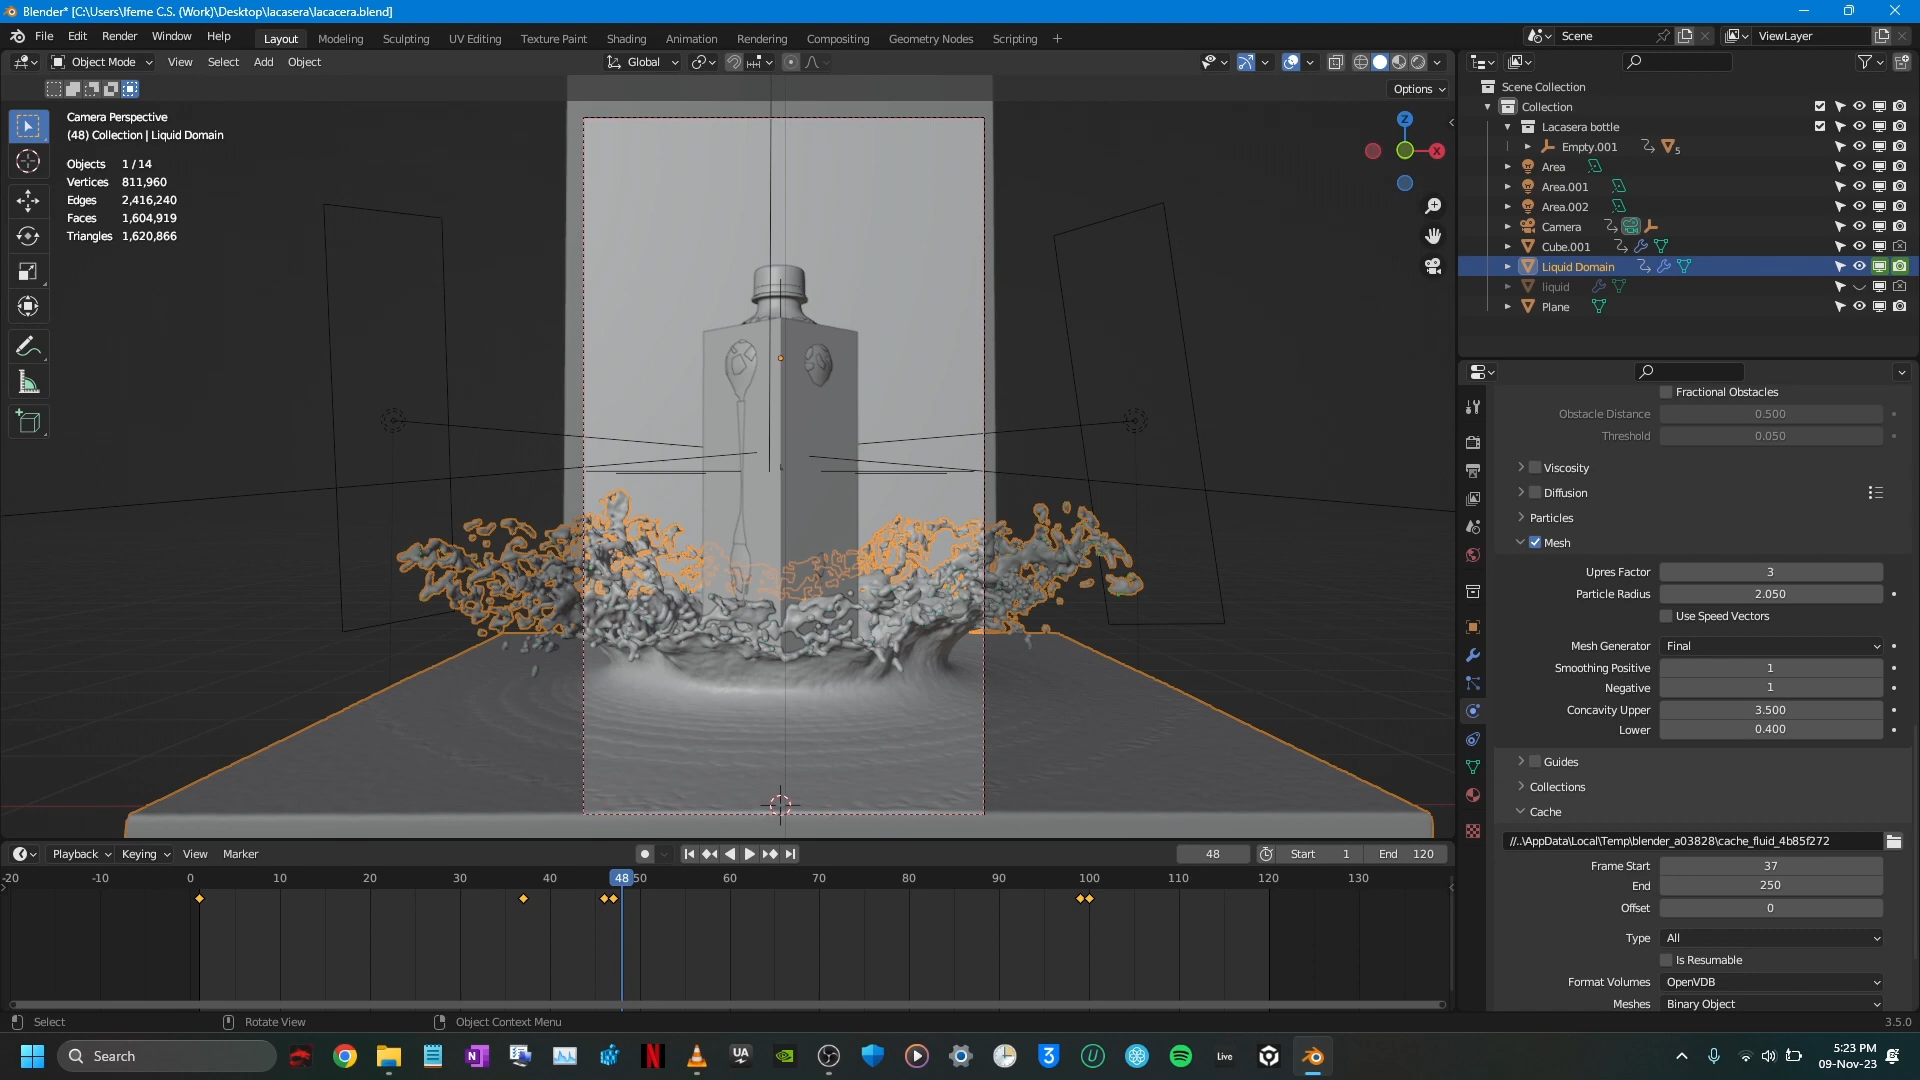 Blender* [C:\Users\Ifeme C.S. (Work)\Desktop\lacasera\lacacera.blend]
File Edit Render Window Help Layout Modeling Sculpting UV Editing Texture Paint Shading Animation Rendering Compositing Geometry Nodes Scripting + Scene ViewLayer
Object Mode View Select Add Object Global
Options
Camera Perspective
(48) Collection | Liquid Domain
Objects 1 / 14
Vertices 811,960
Edges 2,416,240
Faces 1,604,919
Triangles 1,620,866
Z
X
Scene Collection
Collection
Lacasera bottle
Empty.001 5
Area
Area.001
Area.002
Camera
Cube.001
Liquid Domain
liquid
Plane
Fractional Obstacles
Obstacle Distance 0.500
Threshold 0.050
Viscosity
Diffusion
Particles
Mesh
Upres Factor 3
Particle Radius 2.050
Use Speed Vectors
Mesh Generator Final
Smoothing Positive 1
Negative 1
Concavity Upper 3.500
Lower 0.400
Guides
Collections
Cache
//..\AppData\Local\Temp\blender_a03828\cache_fluid_4b85f272
Frame Start 37
End 250
Offset 0
Type All
Is Resumable
Format Volumes OpenVDB
Meshes Binary Object
Playback Keying View Marker 48 Start 1 End 120
-20 -10 0 10 20 30 40 48 50 60 70 80 90 100 110 120 130
Select Rotate View Object Context Menu 3.5.0
Search N N UA 3 U Live 5:23 PM
09-Nov-23